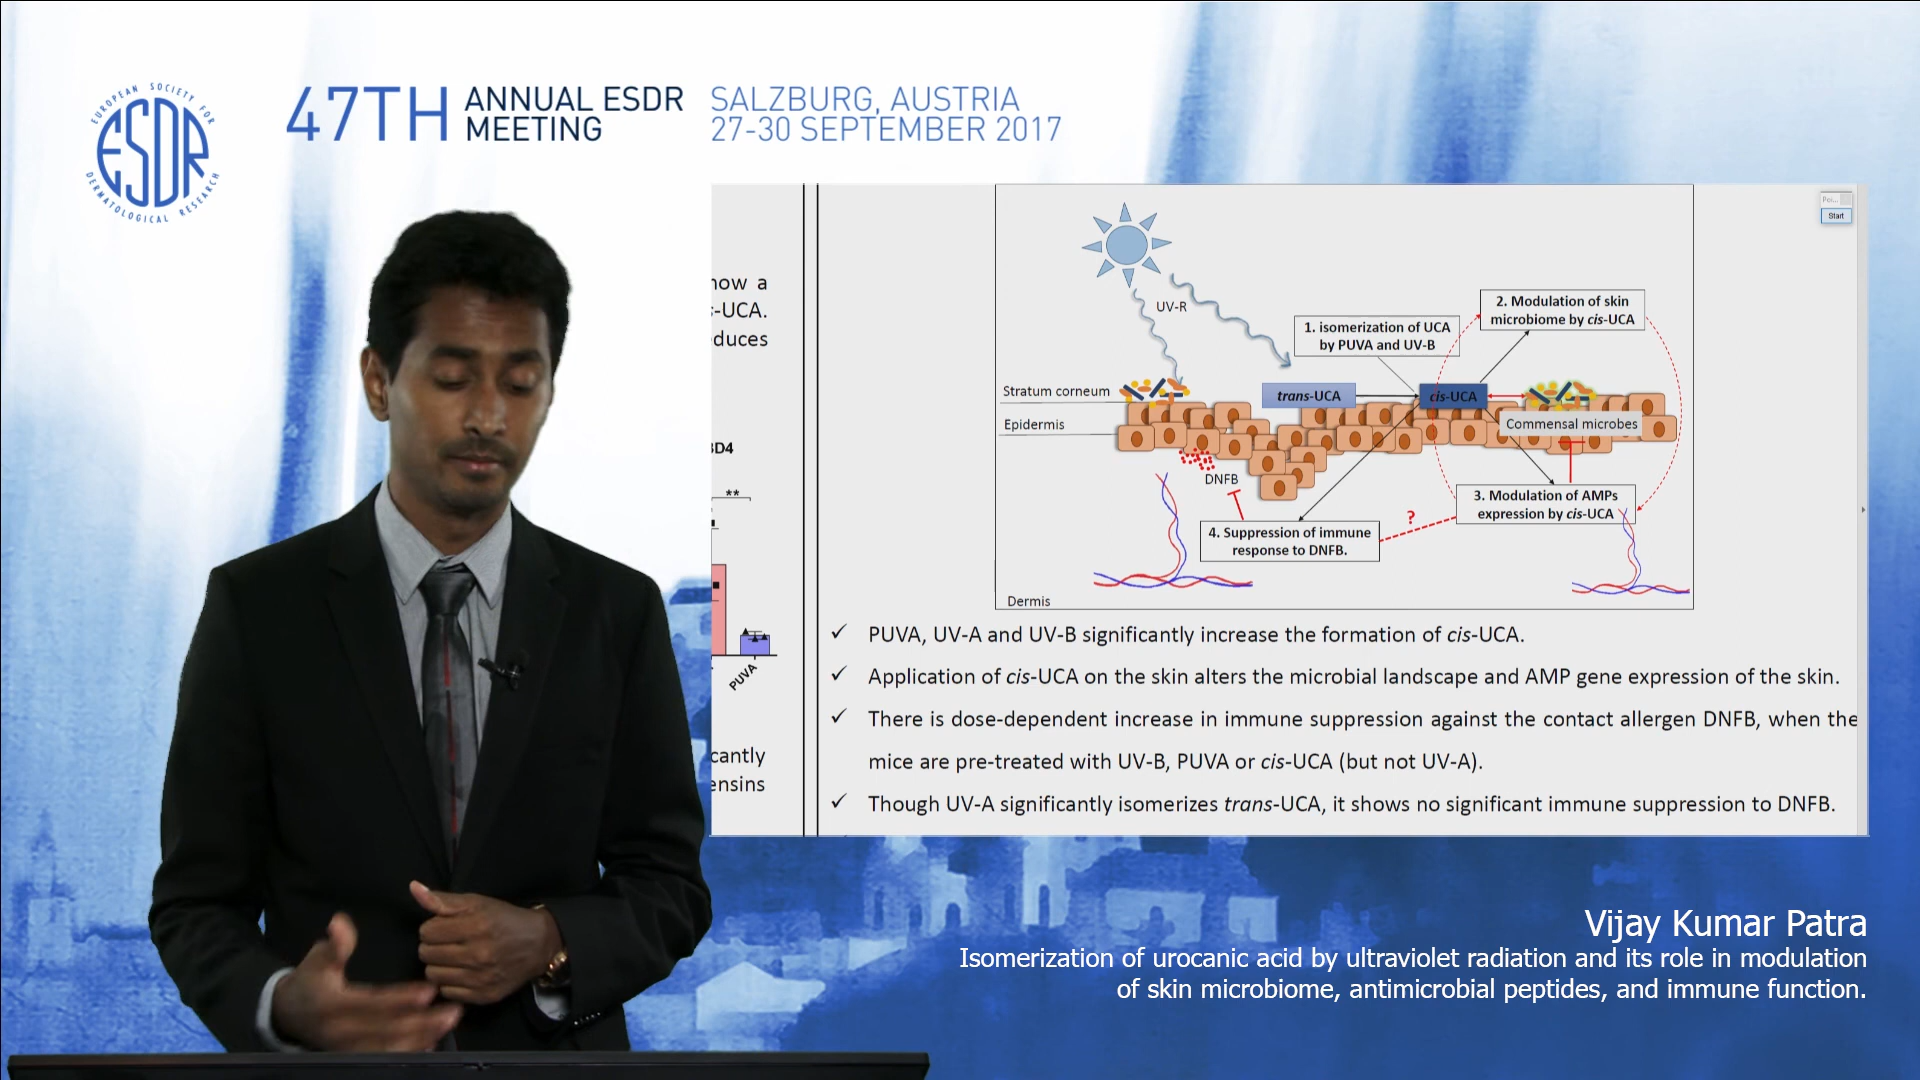 EUROPEAN SOCIETY FOR
ESDR
DERMATOLOGICAL RESEARCH
47TH ANNUAL ESDR MEETING
SALZBURG, AUSTRIA
27-30 SEPTEMBER 2017
now a
-UCA.
duces
D4
**
PUVA
cantly
ensins
Start
UV-R
1. isomerization of UCA
by PUVA and UV-B
2. Modulation of skin
microbiome by cis-UCA
Stratum corneum
trans-UCA
cis-UCA
Epidermis
Commensal microbes
DNFB
3. Modulation of AMPs
expression by cis-UCA
?
4. Suppression of immune
response to DNFB.
Dermis
✓ PUVA, UV-A and UV-B significantly increase the formation of cis-UCA.
✓ Application of cis-UCA on the skin alters the microbial landscape and AMP gene expression of the skin.
✓ There is dose-dependent increase in immune suppression against the contact allergen DNFB, when the
mice are pre-treated with UV-B, PUVA or cis-UCA (but not UV-A).
✓ Though UV-A significantly isomerizes trans-UCA, it shows no significant immune suppression to DNFB.
Vijay Kumar Patra
Isomerization of urocanic acid by ultraviolet radiation and its role in modulation
of skin microbiome, antimicrobial peptides, and immune function.